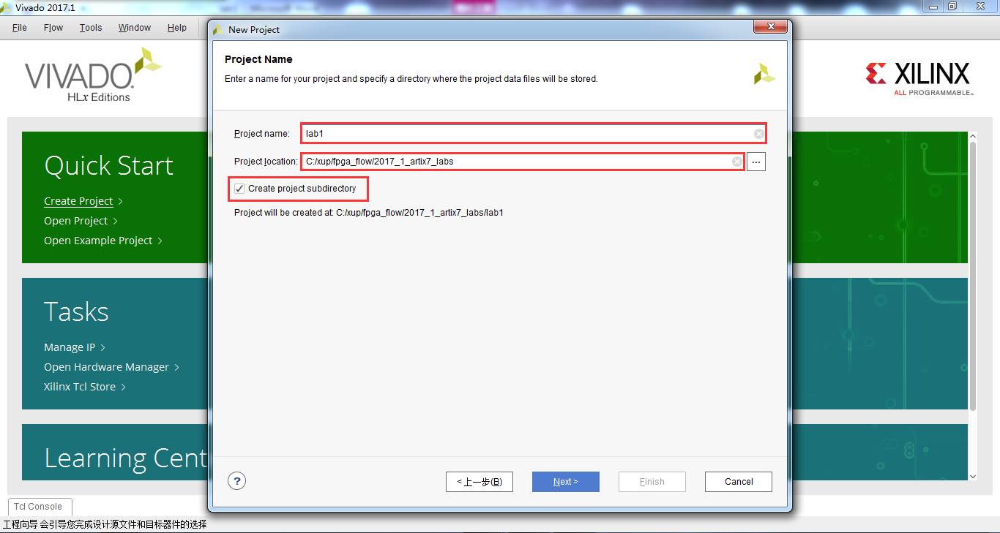 Vivado 2017.1
File Flow Tools Window Help
VIVADO.
HLx Editions
XILINX
ALL PROGRAMMABLE™
Quick Start
Create Project >
Open Project >
Open Example Project >
Tasks
Manage IP >
Open Hardware Manager >
Xilinx Tcl Store >
Learning Cent
New Project
Project Name
Enter a name for your project and specify a directory where the project data files will be stored.
Project name: lab1
Project location: C:/xup/fpga_flow/2017_1_artix7_labs ...
Create project subdirectory
Project will be created at: C:/xup/fpga_flow/2017_1_artix7_labs/lab1
? < 上一步(B) Next > Finish Cancel
Tcl Console
工程向导 会引导您完成设计源文件和目标器件的选择